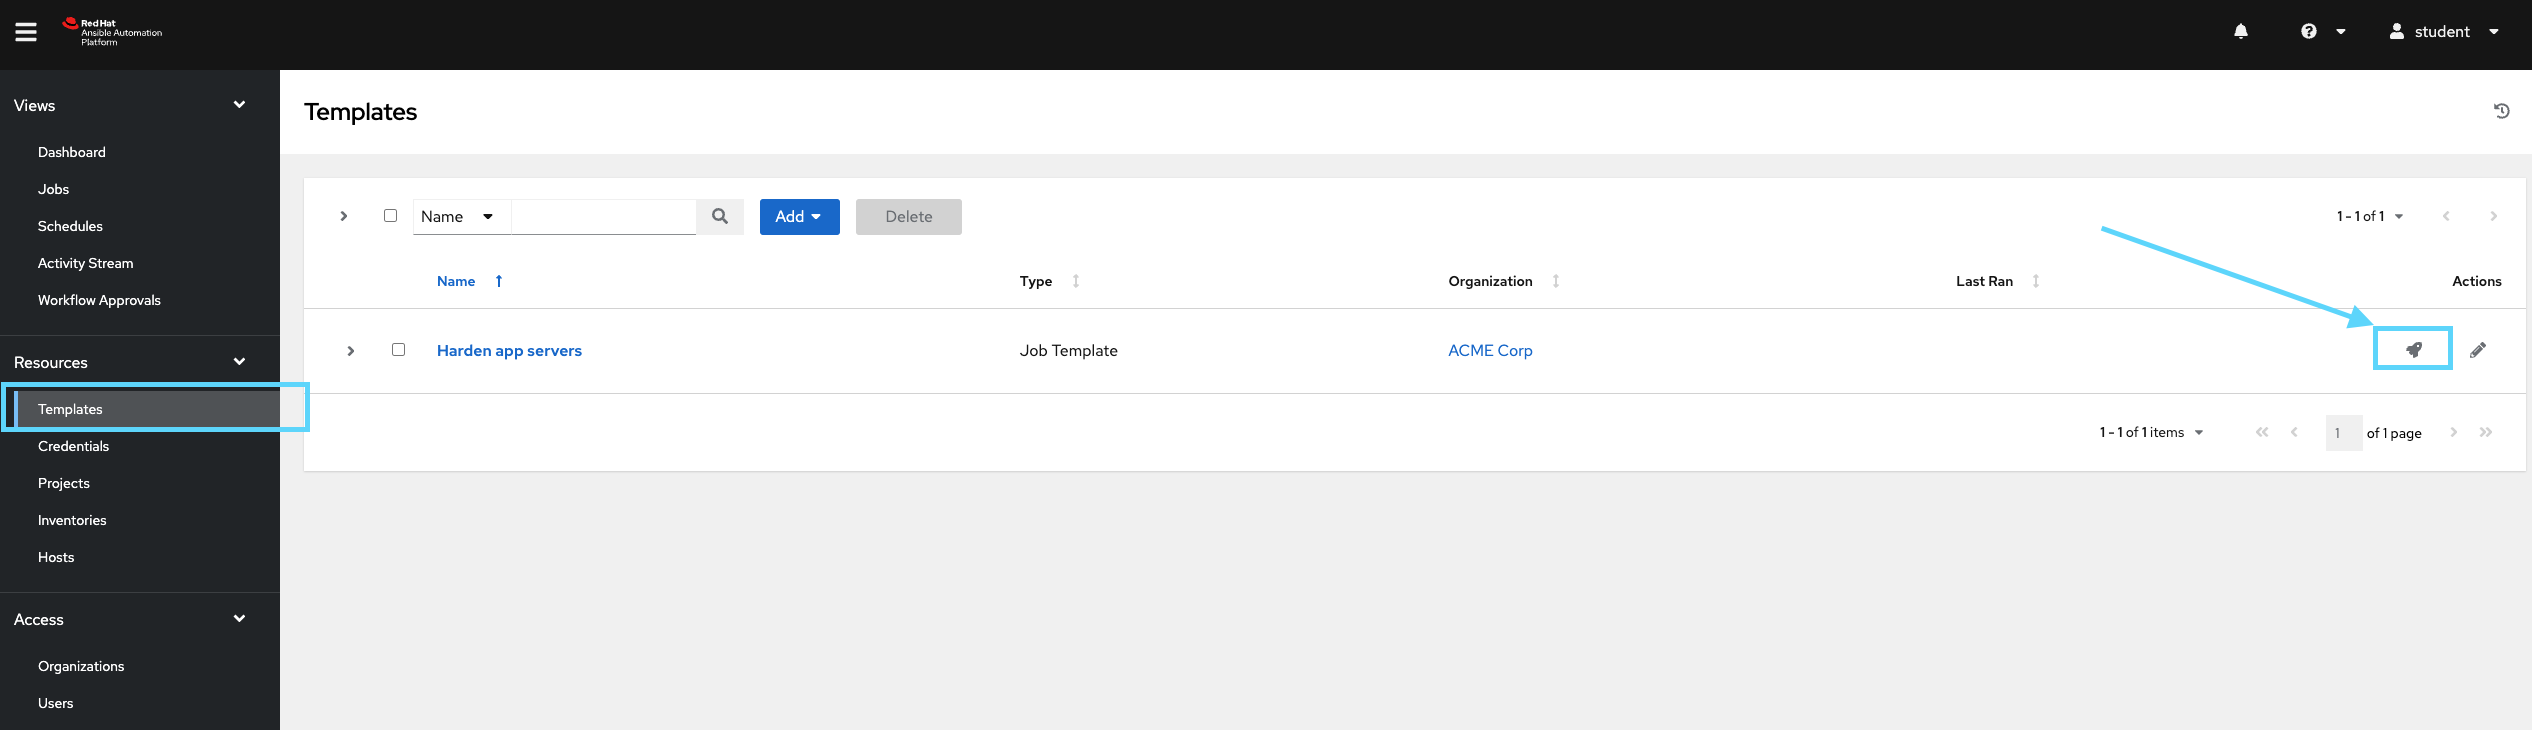 Red Hat
Ansible Automation
Platform
student
Views
Dashboard
Jobs
Schedules
Activity Stream
Workflow Approvals
Resources
Templates
Credentials
Projects
Inventories
Hosts
Access
Organizations
Users
Templates
Name
Add
Delete
1 - 1 of 1
Name Type Organization Last Ran Actions
Harden app servers Job Template ACME Corp
1 - 1 of 1 items 1 of 1 page